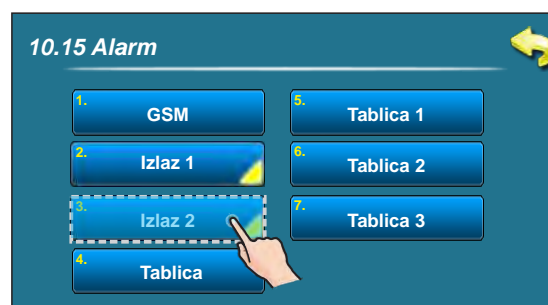 10.15 Alarm
1. GSM
2. Izlaz 1
3. Izlaz 2
4. Tablica
5. Tablica 1
6. Tablica 2
7. Tablica 3